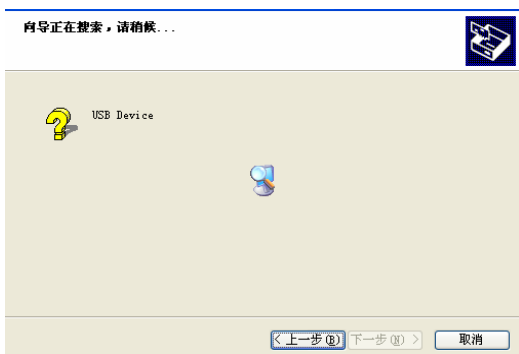 向导正在搜索，请稍候...
USB Device
< 上一步(B)
下一步(N) >
取消